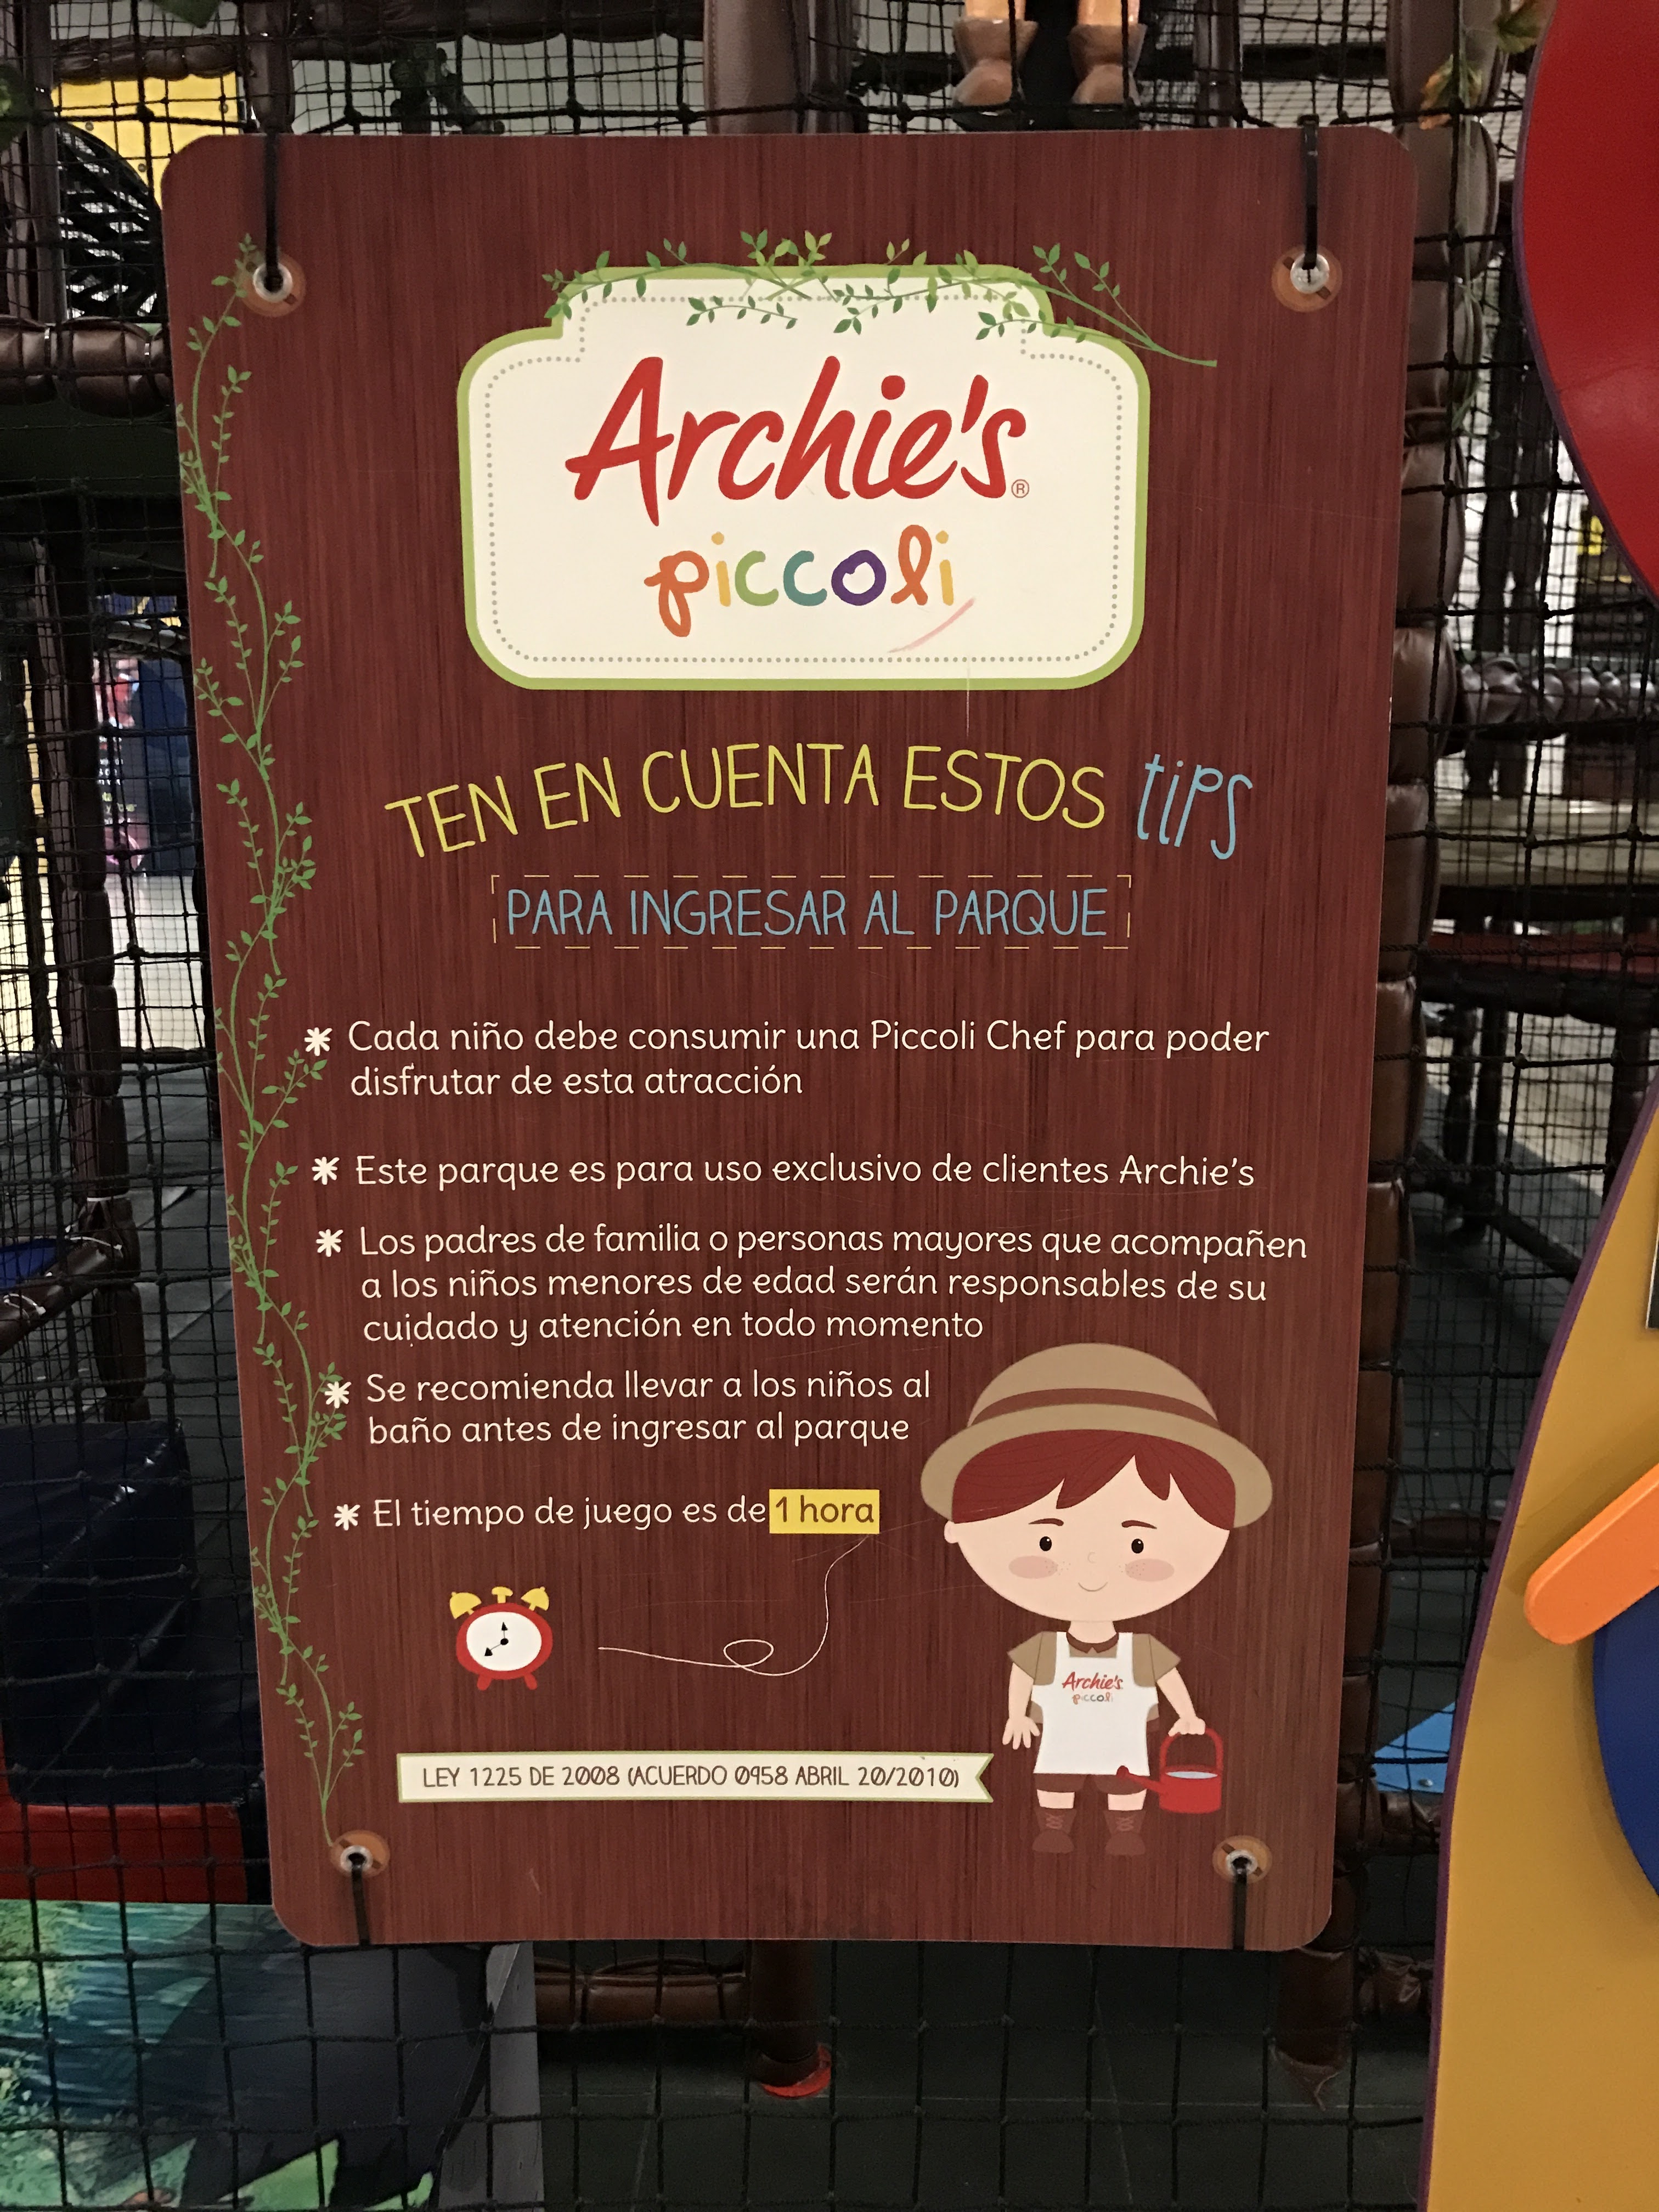 Archie's®
piccoli
TEN EN CUENTA ESTOS tips
PARA INGRESAR AL PARQUE
* Cada niño debe consumir una Piccoli Chef para poder
disfrutar de esta atracción
* Este parque es para uso exclusivo de clientes Archie's
* Los padres de familia o personas mayores que acompañen
a los niños menores de edad serán responsables de su
cuidado y atención en todo momento
* Se recomienda llevar a los niños al
baño antes de ingresar al parque
* El tiempo de juego es de 1 hora
Archie's
piccoli
LEY 1225 DE 2008 (ACUERDO 0958 ABRIL 20/2010)